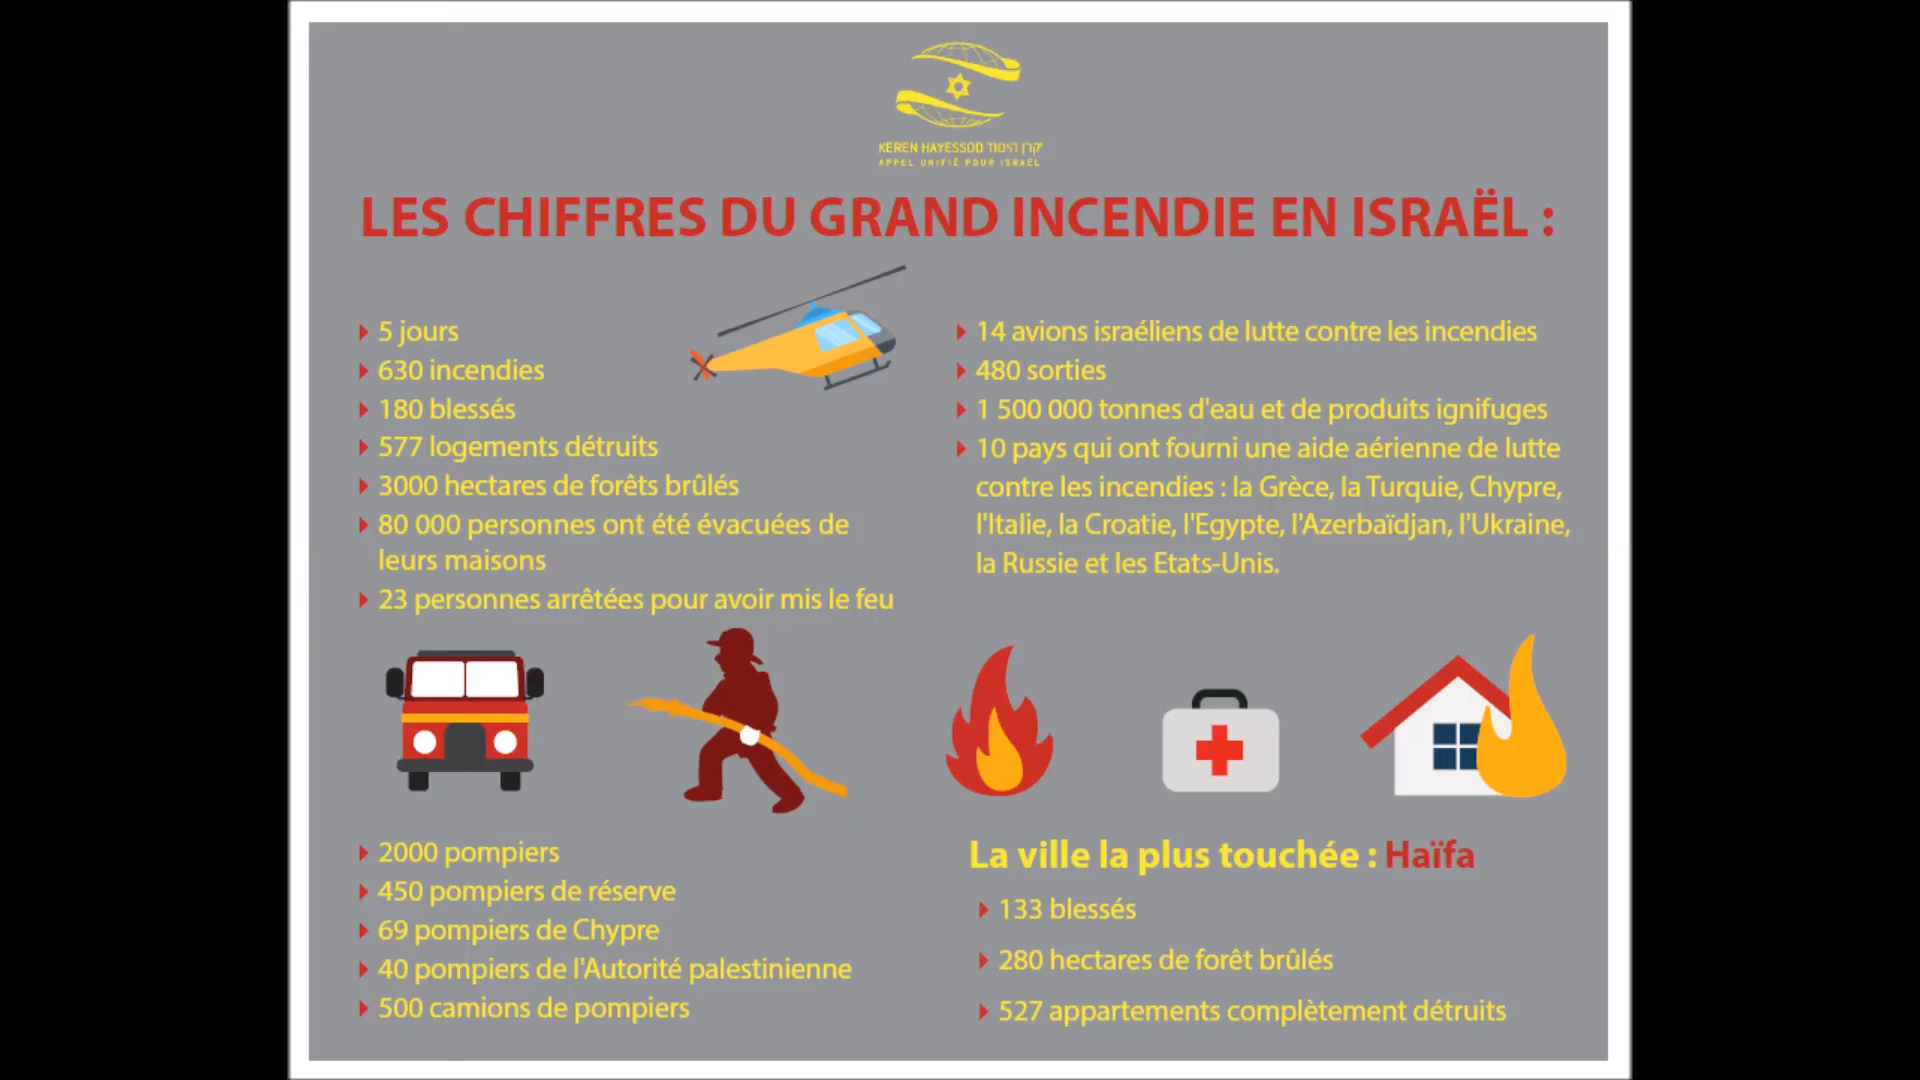 KEREN HAYESSOD קרן היסוד
APPEL UNIFIÉ POUR ISRAËL
LES CHIFFRES DU GRAND INCENDIE EN ISRAËL :
5 jours
630 incendies
180 blessés
577 logements détruits
3000 hectares de forêts brûlés
80 000 personnes ont été évacuées de
leurs maisons
23 personnes arrêtées pour avoir mis le feu
14 avions israéliens de lutte contre les incendies
480 sorties
1 500 000 tonnes d'eau et de produits ignifuges
10 pays qui ont fourni une aide aérienne de lutte
contre les incendies : la Grèce, la Turquie, Chypre,
l'Italie, la Croatie, l'Egypte, l'Azerbaïdjan, l'Ukraine,
la Russie et les Etats-Unis.
2000 pompiers
450 pompiers de réserve
69 pompiers de Chypre
40 pompiers de l'Autorité palestinienne
500 camions de pompiers
La ville la plus touchée : Haïfa
133 blessés
280 hectares de forêt brûlés
527 appartements complètement détruits